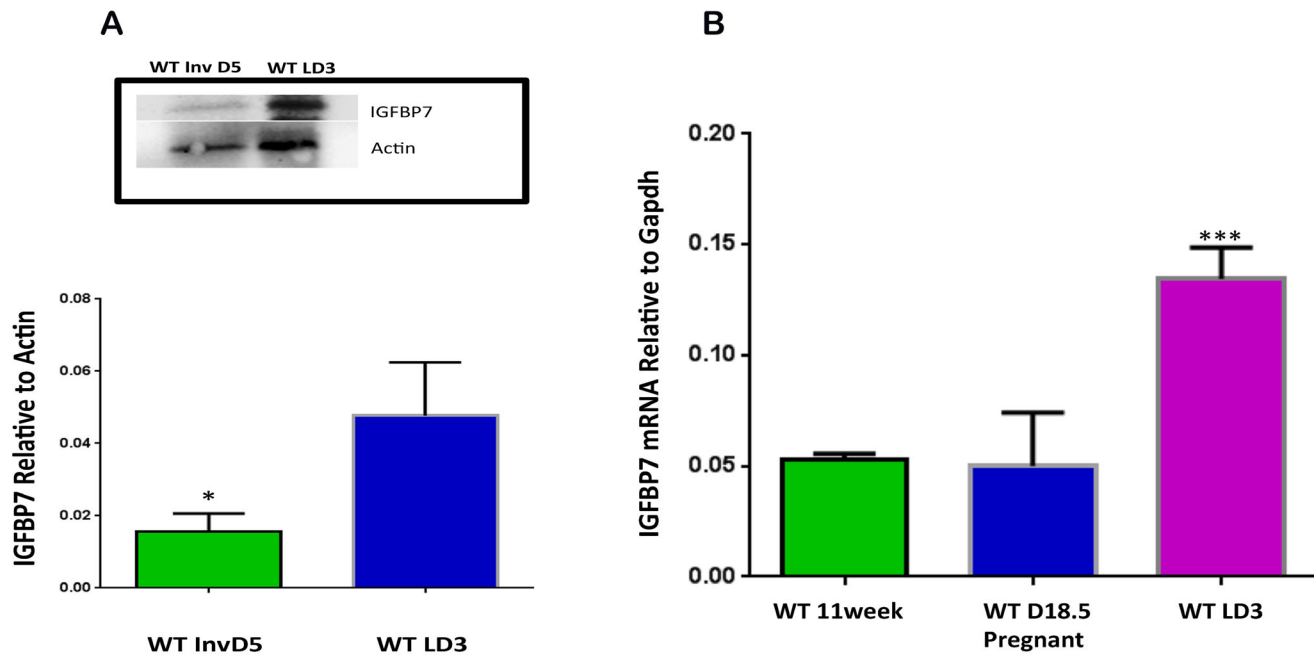 A
WT Inv D5 WT LD3
IGFBP7
Actin
IGFBP7 Relative to Actin
0.08
0.06
0.04
0.02
0.00
*
WT InvD5 WT LD3
B
IGFBP7 mRNA Relative to Gapdh
0.20
0.15
0.10
0.05
0.00
***
WT 11week
WT D18.5
Pregnant
WT LD3